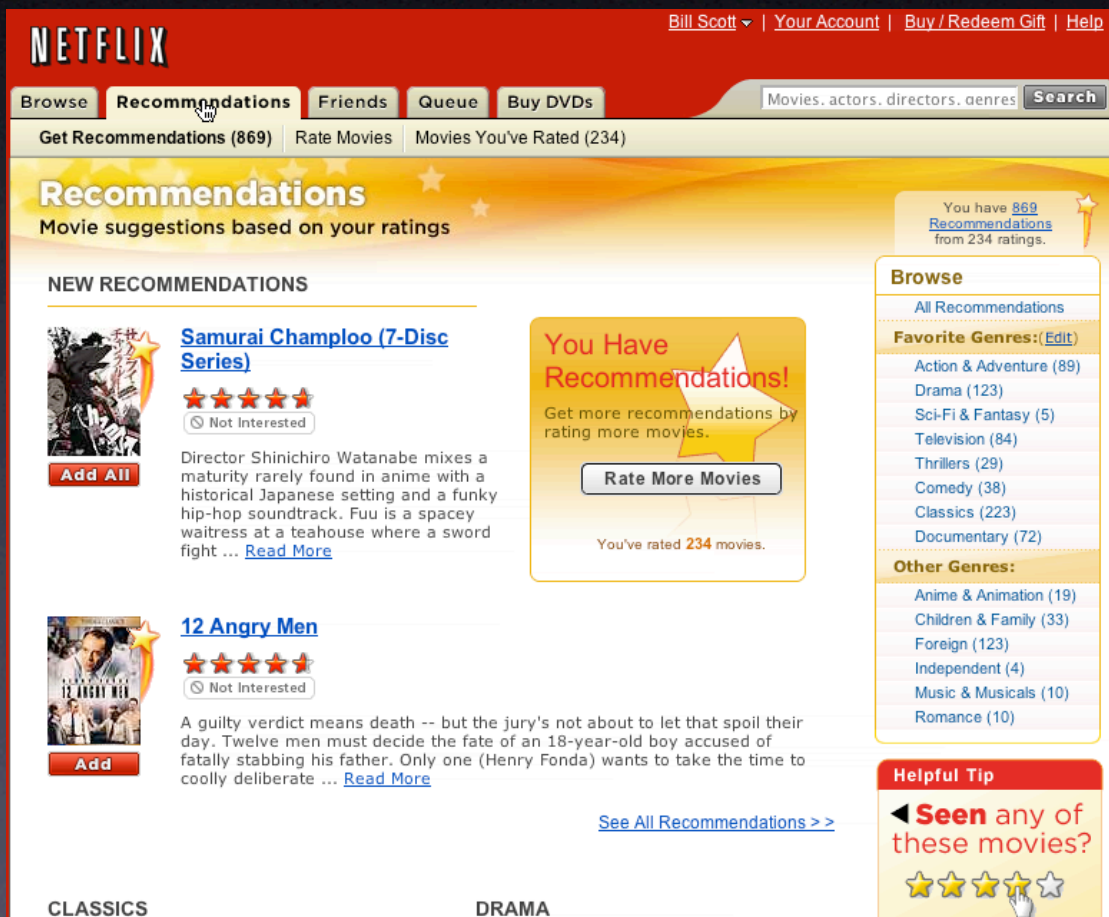 Bill Scott | Your Account | Buy / Redeem Gift | Help
NETFLIX
Browse Recommendations Friends Queue Buy DVDs
Movies, actors, directors, genres Search
Get Recommendations (869) Rate Movies Movies You've Rated (234)
Recommendations
Movie suggestions based on your ratings
You have 869
Recommendations
from 234 ratings.
NEW RECOMMENDATIONS
Samurai Champloo (7-Disc
Series)
Not Interested
Add All
Director Shinichiro Watanabe mixes a
maturity rarely found in anime with a
historical Japanese setting and a funky
hip-hop soundtrack. Fuu is a spacey
waitress at a teahouse where a sword
fight ... Read More
You Have
Recommendations!
Get more recommendations by
rating more movies.
Rate More Movies
You've rated 234 movies.
12 ANGRY MEN
Add
12 Angry Men
Not Interested
A guilty verdict means death -- but the jury's not about to let that spoil their
day. Twelve men must decide the fate of an 18-year-old boy accused of
fatally stabbing his father. Only one (Henry Fonda) wants to take the time to
coolly deliberate ... Read More
See All Recommendations > >
CLASSICS
DRAMA
Browse
All Recommendations
Favorite Genres:(Edit)
Action & Adventure (89)
Drama (123)
Sci-Fi & Fantasy (5)
Television (84)
Thrillers (29)
Comedy (38)
Classics (223)
Documentary (72)
Other Genres:
Anime & Animation (19)
Children & Family (33)
Foreign (123)
Independent (4)
Music & Musicals (10)
Romance (10)
Helpful Tip
Seen any of
these movies?